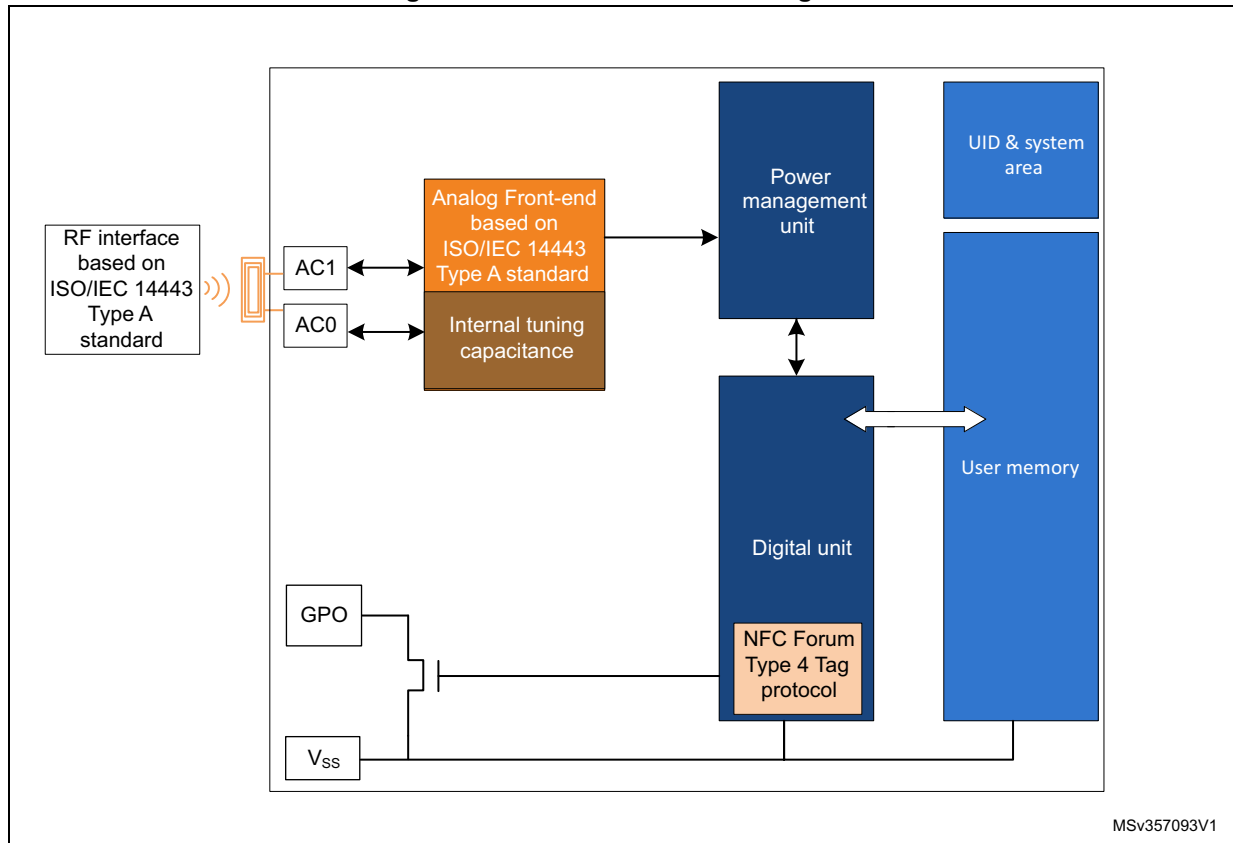 RF interface
based on
ISO/IEC 14443
Type A
standard
AC1
AC0
Analog Front-end
based on
ISO/IEC 14443
Type A standard
Internal tuning
capacitance
Power
management
unit
UID & system
area
User memory
Digital unit
NFC Forum
Type 4 Tag
protocol
GPO
VSS
MSv357093V1